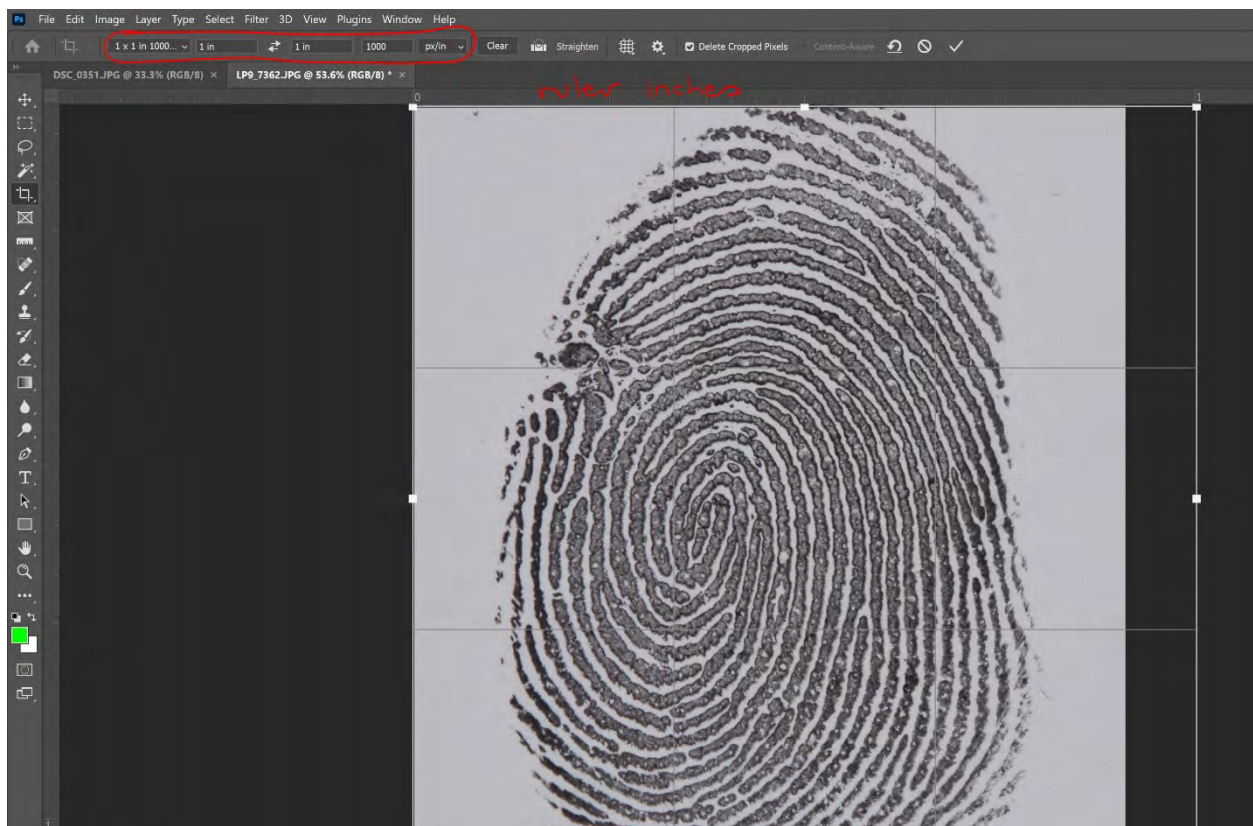 Ps File Edit Image Layer Type Select Filter 3D View Plugins Window Help
1 x 1 in 1000... 1 in 1 in 1000 px/in Clear Straighten Delete Cropped Pixels Content-Aware
DSC_0351.JPG @ 33.3% (RGB/8) × LP9_7362.JPG @ 53.6% (RGB/8) * ×
ruler inches
0 1
T
1